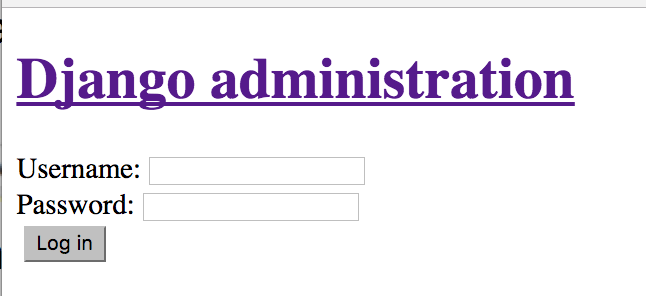 Django administration
Username:
Password:
Log in